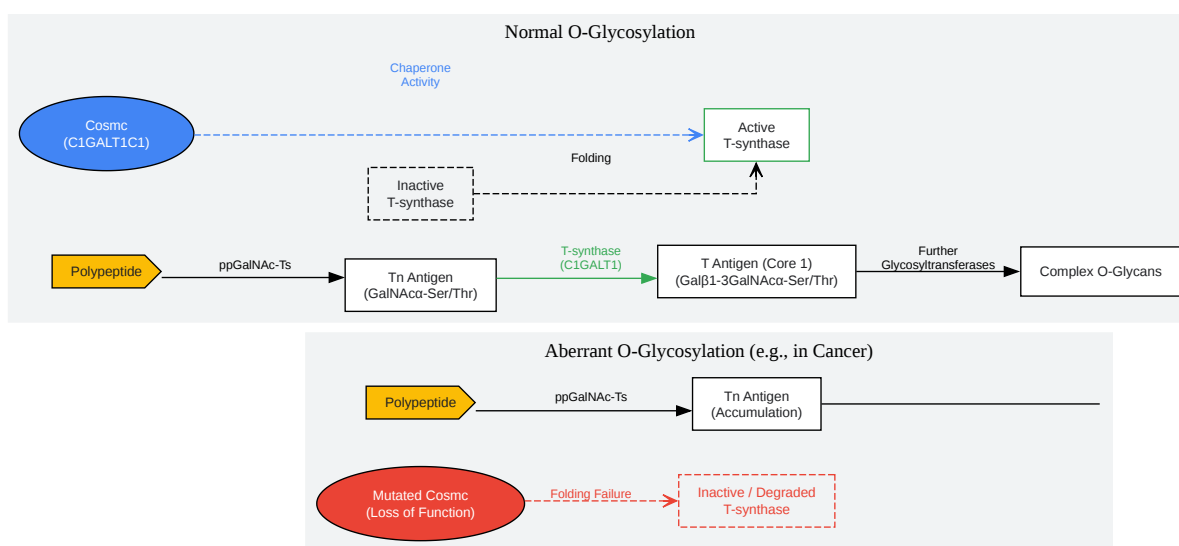 Normal O-Glycosylation
Chaperone
Activity
Cosmc
(C1GALT1C1)
Active
T-synthase
Folding
Inactive
T-synthase
Polypeptide
ppGalNAc-Ts
Tn Antigen
(GalNAcα-Ser/Thr)
T-synthase
(C1GALT1)
T Antigen (Core 1)
(Galβ1-3GalNAcα-Ser/Thr)
Further
Glycosyltransferases
Complex O-Glycans
Aberrant O-Glycosylation (e.g., in Cancer)
Polypeptide
ppGalNAc-Ts
Tn Antigen
(Accumulation)
Mutated Cosmc
(Loss of Function)
Folding Failure
Inactive / Degraded
T-synthase